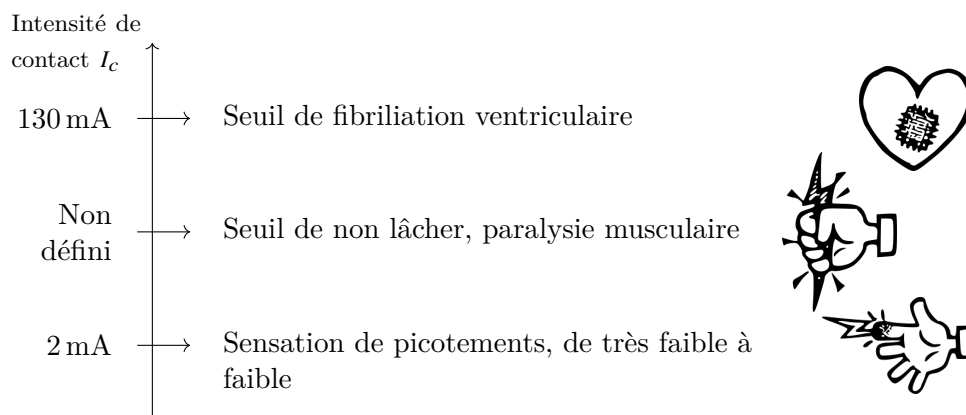 Intensité de
contact I_c
130 mA
Seuil de fibriliation ventriculaire
Non
défini
Seuil de non lâcher, paralysie musculaire
2 mA
Sensation de picotements, de très faible à
faible